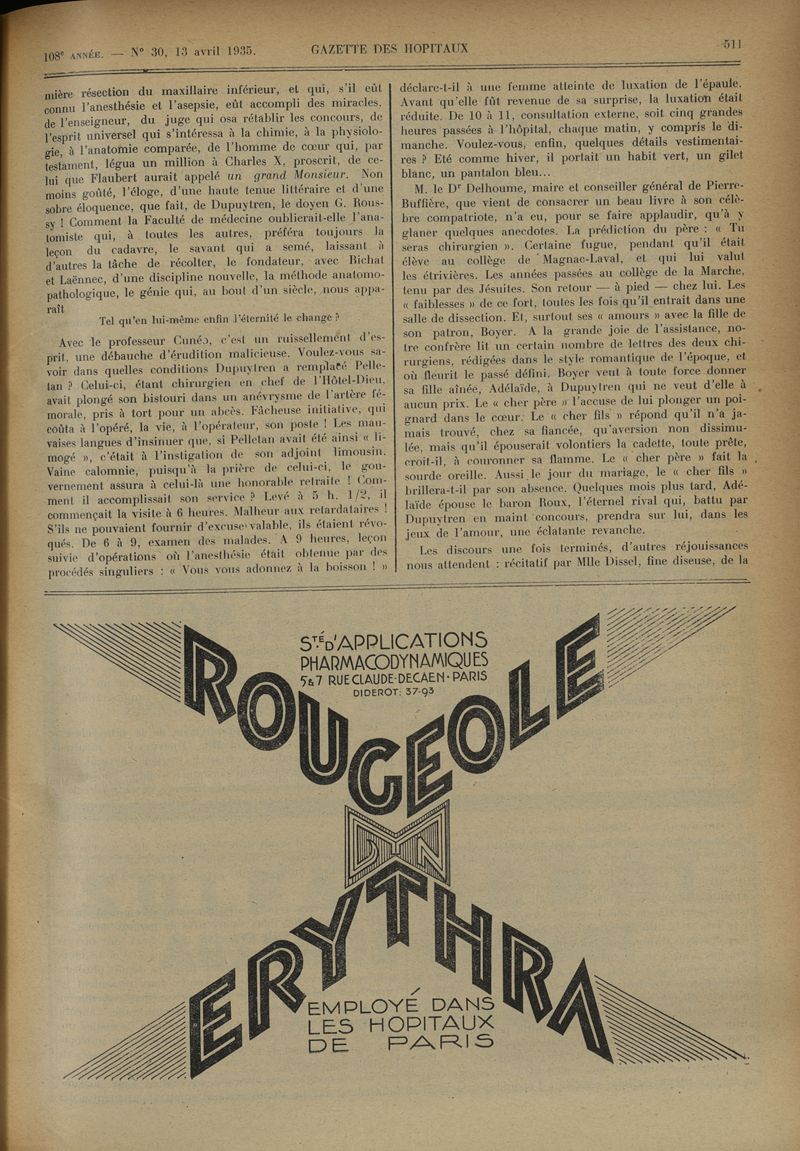 108e ANNÉE. — N° 30, 13 avril 1935.
GAZETTE DES HOPITAUX
511
mière résection du maxillaire inférieur, et qui, s'il eût
connu l'anesthésie et l'asepsie, eût accompli des miracles,
de l'enseigneur, du juge qui osa rétablir les concours, de
l'esprit universel qui s'intéressa à la chimie, à la physiolo-
gie, à l'anatomie comparée, de l'homme de cœur qui, par
testament, légua un million à Charles X, proscrit, de ce-
lui que Flaubert aurait appelé un grand Monsieur. Non
moins goûté, l'éloge, d'une haute tenue littéraire et d'une
sobre éloquence, que fait, de Dupuytren, le doyen G. Rous-
sy ! Comment la Faculté de médecine oublierait-elle l'ana-
tomiste qui, à toutes les autres, préféra toujours la
leçon du cadavre, le savant qui a semé, laissant à
d'autres la tâche de récolter, le fondateur, avec Bichat
et Laënnec, d'une discipline nouvelle, la méthode anatomo-
pathologique, le génie qui, au bout d'un siècle, nous appa-
raît
Tel qu'en lui-même enfin l'éternité le change ?
Avec le professeur Cunéo, c'est un ruissellement d'es-
prit, une débauche d'érudition malicieuse. Voulez-vous sa-
voir dans quelles conditions Dupuytren a remplacé Pelle-
tan ? Celui-ci, étant chirurgien en chef de l'Hôtel-Dieu,
avait plongé son bistouri dans un anévrysme de l'artère fé-
morale, pris à tort pour un abcès. Fâcheuse initiative, qui
coûta à l'opéré, la vie, à l'opérateur, son poste ! Les mau-
vaises langues d'insinuer que, si Pelletan avait été ainsi « li-
mogé », c'était à l'instigation de son adjoint limousin.
Vaine calomnie, puisqu'à la prière de celui-ci, le gou-
vernement assura à celui-là une honorable retraite ! Com-
ment il accomplissait son service ? Levé à 5 h. 1/2, il
commençait la visite à 6 heures. Malheur aux retardataires !
S'ils ne pouvaient fournir d'excuse valable, ils étaient révo-
qués. De 6 à 9, examen des malades. A 9 heures, leçon
suivie d'opérations où l'anesthésie était obtenue par des
procédés singuliers : « Vous vous adonnez à la boisson ! »
déclare-t-il à une femme atteinte de luxation de l'épaule.
Avant qu'elle fût revenue de sa surprise, la luxation était
réduite. De 10 à 11, consultation externe, soit cinq grandes
heures passées à l'hôpital, chaque matin, y compris le di-
manche. Voulez-vous, enfin, quelques détails vestimentai-
res ? Eté comme hiver, il portait un habit vert, un gilet
blanc, un pantalon bleu...
M. le Dr Delhoume, maire et conseiller général de Pierre-
Buffière, que vient de consacrer un beau livre à son célè-
bre compatriote, n'a eu, pour se faire applaudir, qu'à y
glaner quelques anecdotes. La prédiction du père : « Tu
seras chirurgien ». Certaine fugue, pendant qu'il était
élève au collège de Magnac-Laval, et qui lui valut
les étrivières. Les années passées au collège de la Marche,
tenu par des Jésuites. Son retour — à pied — chez lui. Les
« faiblesses » de ce fort, toutes les fois qu'il entrait dans une
salle de dissection. Et, surtout ses « amours » avec la fille de
son patron, Boyer. A la grande joie de l'assistance, no-
tre confrère lit un certain nombre de lettres des deux chi-
rurgiens, rédigées dans le style romantique de l'époque, et
où fleurit le passé défini. Boyer veut à toute force donner
sa fille aînée, Adélaïde, à Dupuytren qui ne veut d'elle à
aucun prix. Le « cher père » l'accuse de lui plonger un poi-
gnard dans le cœur. Le « cher fils » répond qu'il n'a ja-
mais trouvé, chez sa fiancée, qu'aversion non dissimu-
lée, mais qu'il épouserait volontiers la cadette, toute prête,
croit-il, à couronner sa flamme. Le « cher père » fait la
sourde oreille. Aussi le jour du mariage, le « cher fils »
brillera-t-il par son absence. Quelques mois plus tard, Adé-
laïde épouse le baron Roux, l'éternel rival qui, battu par
Dupuytren en maint concours, prendra sur lui, dans les
jeux de l'amour, une éclatante revanche.
Les discours une fois terminés, d'autres réjouissances
nous attendent : récitatif par Mlle Dissel, fine diseuse, de la
STÉ D'APPLICATIONS
PHARMACODYNAMIQUES
5&7 RUE CLAUDE-DECAEN·PARIS
DIDEROT: 37-93
ROUGEOLE
DYN
ERYTHRA
EMPLOYÉ DANS
LES HOPITAUX
DE PARIS